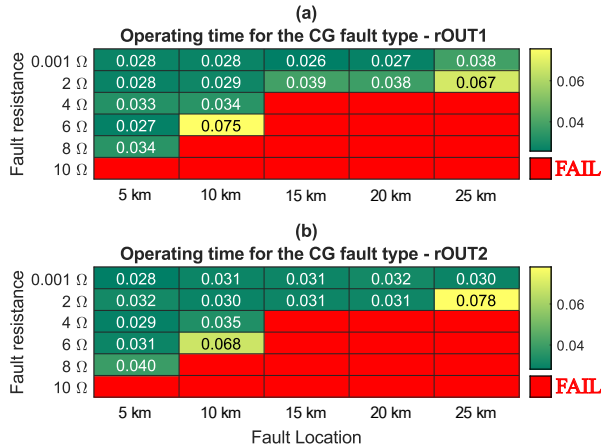 (a)
Operating time for the CG fault type - rOUT1
Fault resistance
0.001 Ω 0.028 0.028 0.026 0.027 0.038
2 Ω 0.028 0.029 0.039 0.038 0.067
4 Ω 0.033 0.034
6 Ω 0.027 0.075
8 Ω 0.034
10 Ω
5 km 10 km 15 km 20 km 25 km
0.06
0.04
FAIL
(b)
Operating time for the CG fault type - rOUT2
Fault resistance
0.001 Ω 0.028 0.031 0.031 0.032 0.030
2 Ω 0.032 0.030 0.031 0.031 0.078
4 Ω 0.029 0.035
6 Ω 0.031 0.068
8 Ω 0.040
10 Ω
5 km 10 km 15 km 20 km 25 km
0.06
0.04
FAIL
Fault Location